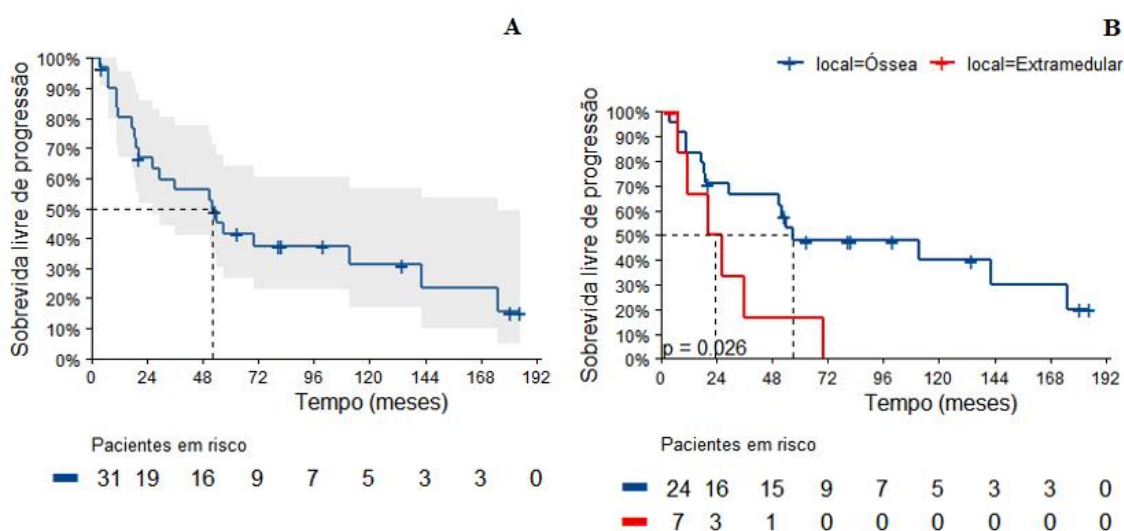 A
Sobrevida livre de progressão
100%
90%
80%
70%
60%
50%
40%
30%
20%
10%
0%
0 24 48 72 96 120 144 168 192
Tempo (meses)
Pacientes em risco
31 19 16 9 7 5 3 3 0
B
local=Óssea local=Extramedular
Sobrevida livre de progressão
100%
90%
80%
70%
60%
50%
40%
30%
20%
10%
0%
p = 0.026
0 24 48 72 96 120 144 168 192
Tempo (meses)
Pacientes em risco
24 16 15 9 7 5 3 3 0
7 3 1 0 0 0 0 0 0